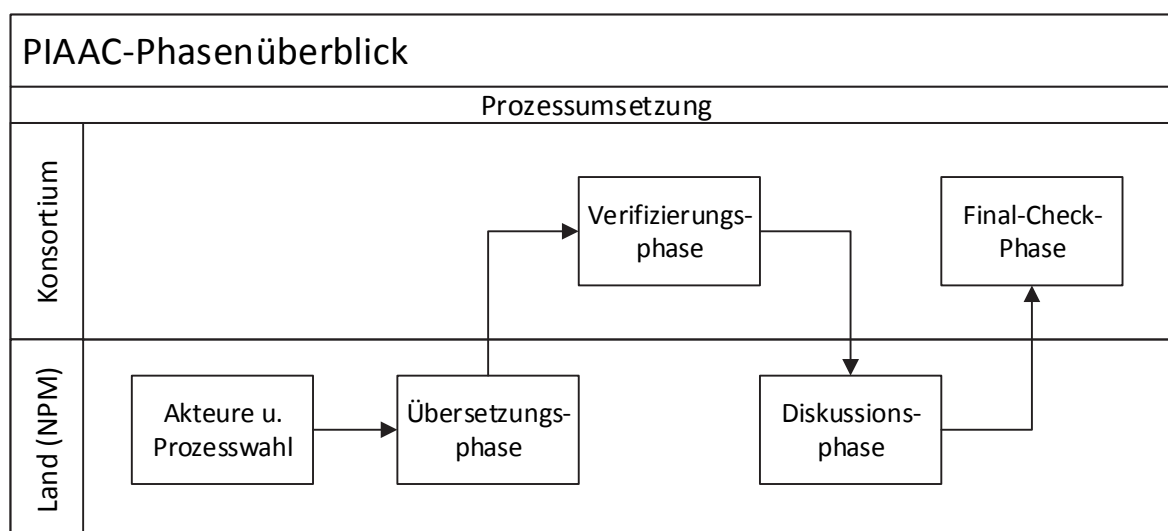 PIAAC-Phasenüberblick
Prozessumsetzung
Konsortium
Verifizierungs-
phase
Final-Check-
Phase
Land (NPM)
Akteure u.
Prozesswahl
Übersetzungs-
phase
Diskussions-
phase